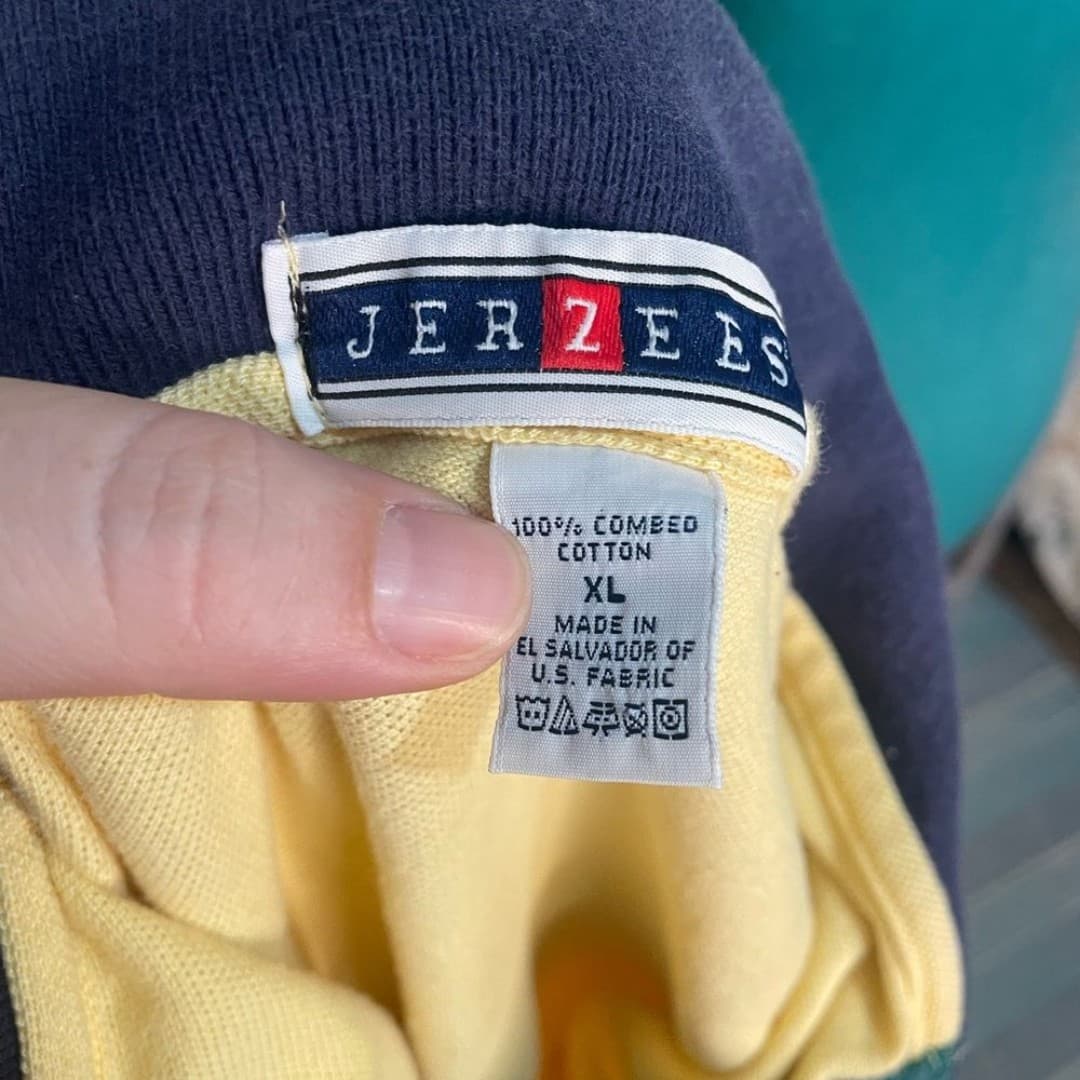 JERZEES
100% COMBED
COTTON
XL
MADE IN
EL SALVADOR OF
U.S. FABRIC